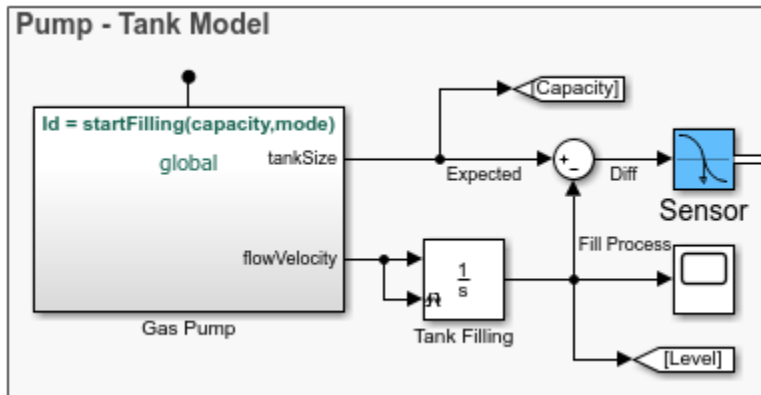 Pump - Tank Model
[Capacity]
Id = startFilling(capacity,mode)
global
tankSize
Expected
+
−
Diff
Sensor
flowVelocity
Fill Process
1
s
Gas Pump
Tank Filling
[Level]